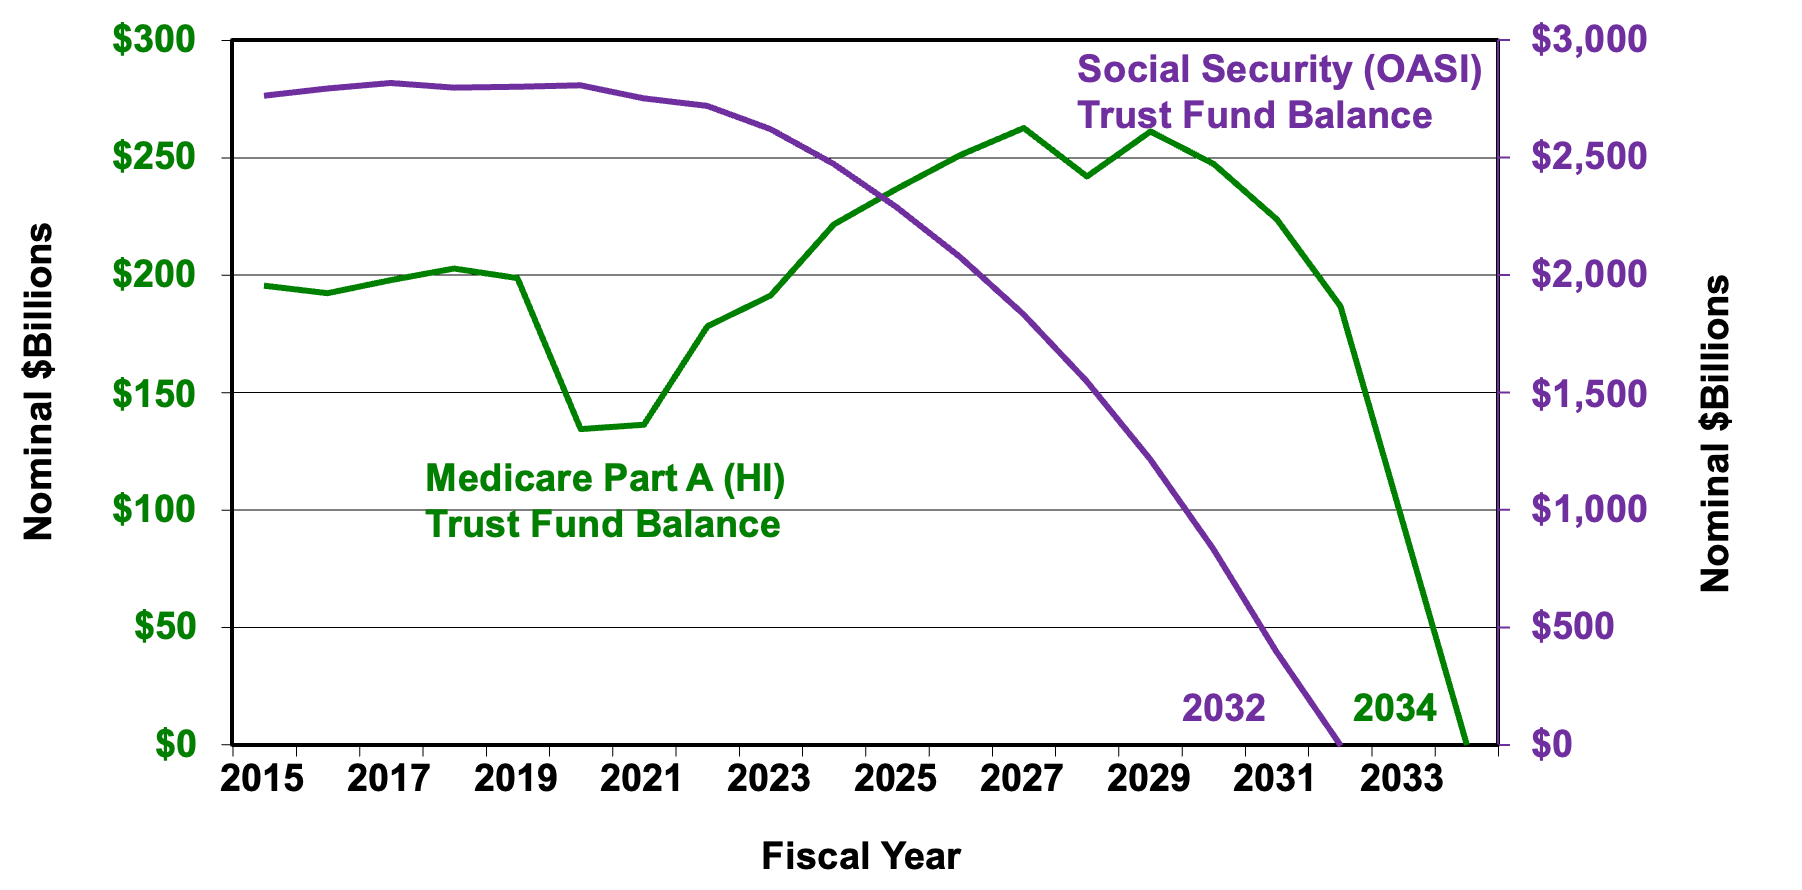 $300
$250
$200
$150
$100
$50
$0
Nominal $Billions
Social Security (OASI)
Trust Fund Balance
Medicare Part A (HI)
Trust Fund Balance
2032
2034
$3,000
$2,500
$2,000
$1,500
$1,000
$500
$0
Nominal $Billions
2015 2017 2019 2021 2023 2025 2027 2029 2031 2033
Fiscal Year